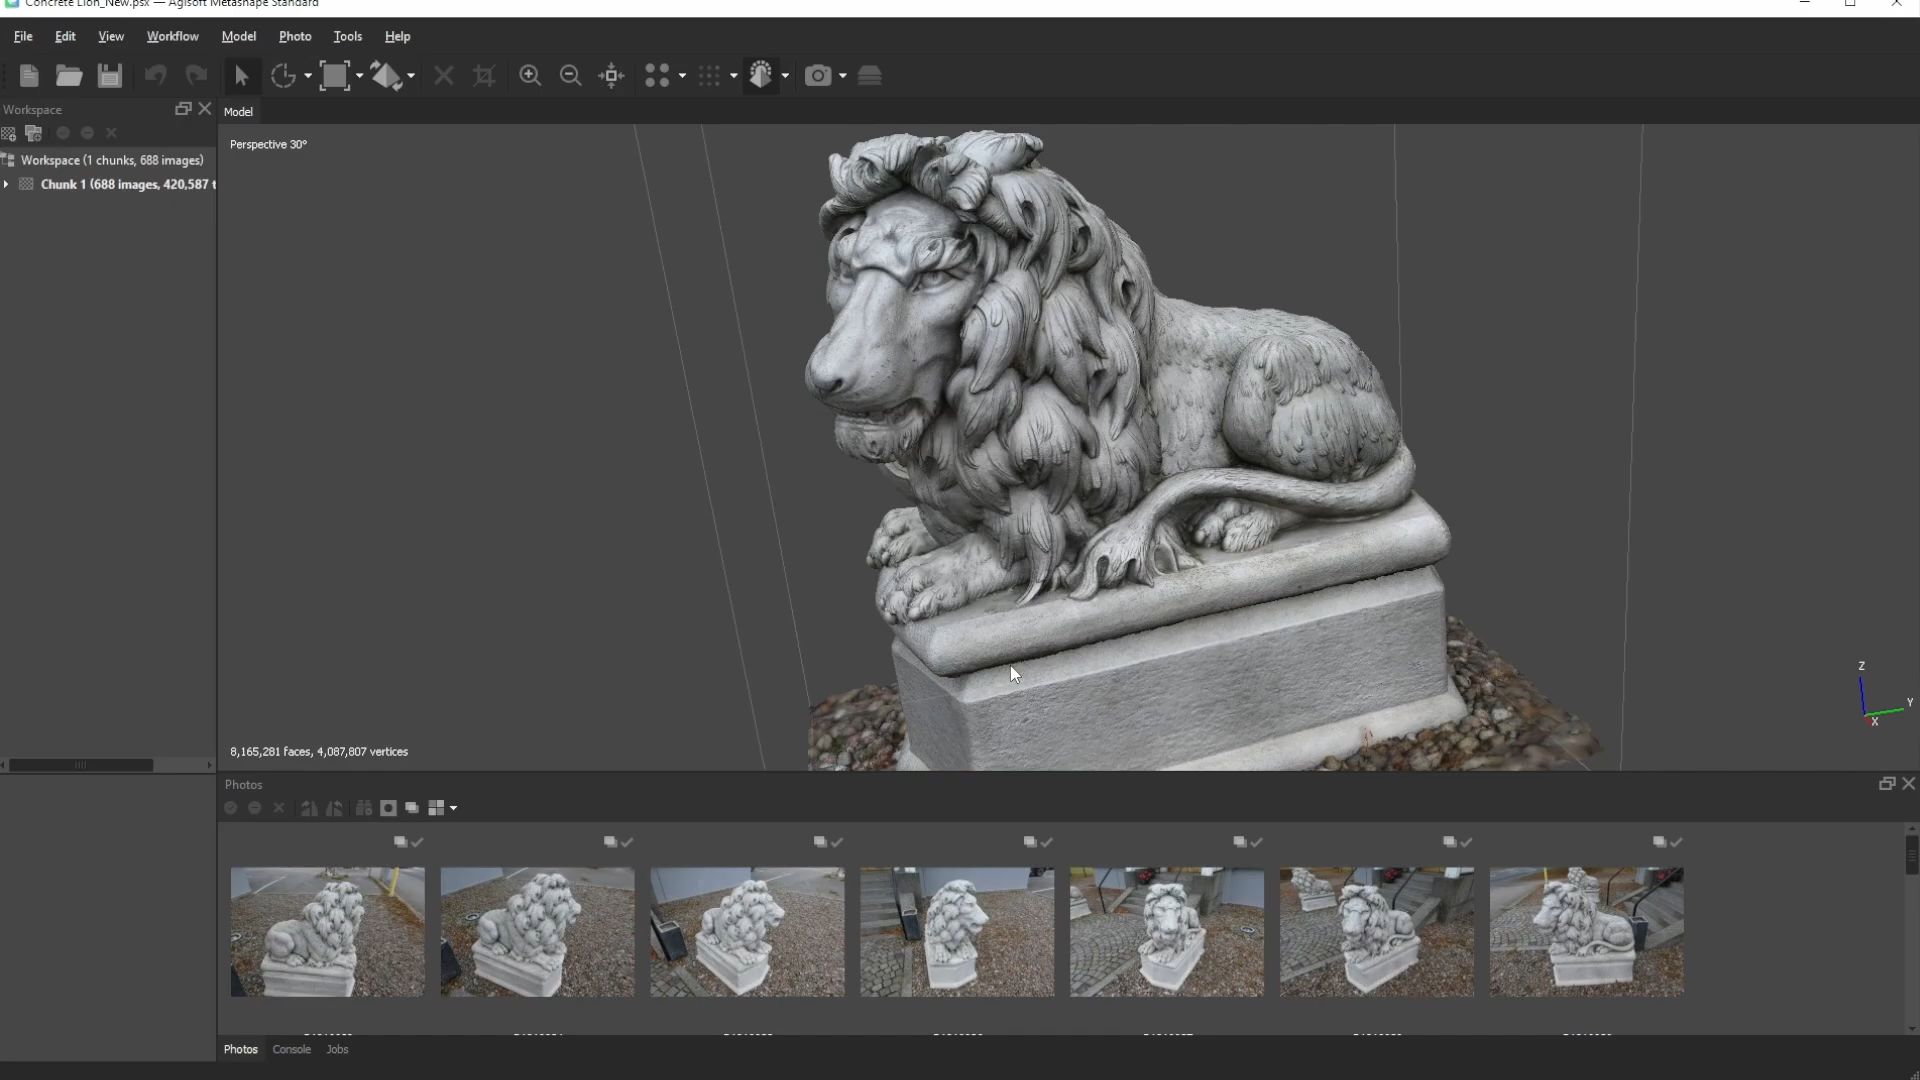 Concrete Lion_New.psx — Agisoft Metashape Standard
File Edit View Workflow Model Photo Tools Help
Workspace
Model
Workspace (1 chunks, 688 images)
Chunk 1 (688 images, 420,587 t
Perspective 30°
Z
Y
X
8,165,281 faces, 4,087,807 vertices
Photos
Photos Console Jobs